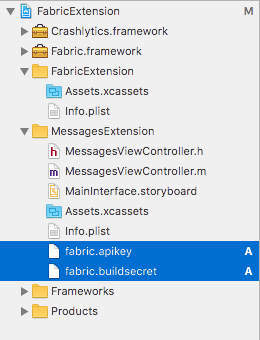 FabricExtension M
Crashlytics.framework
Fabric.framework M
FabricExtension
Assets.xcassets
Info.plist
MessagesExtension
h MessagesViewController.h
m MessagesViewController.m
MainInterface.storyboard
Assets.xcassets
Info.plist
fabric.apikey A
fabric.buildsecret A
Frameworks
Products